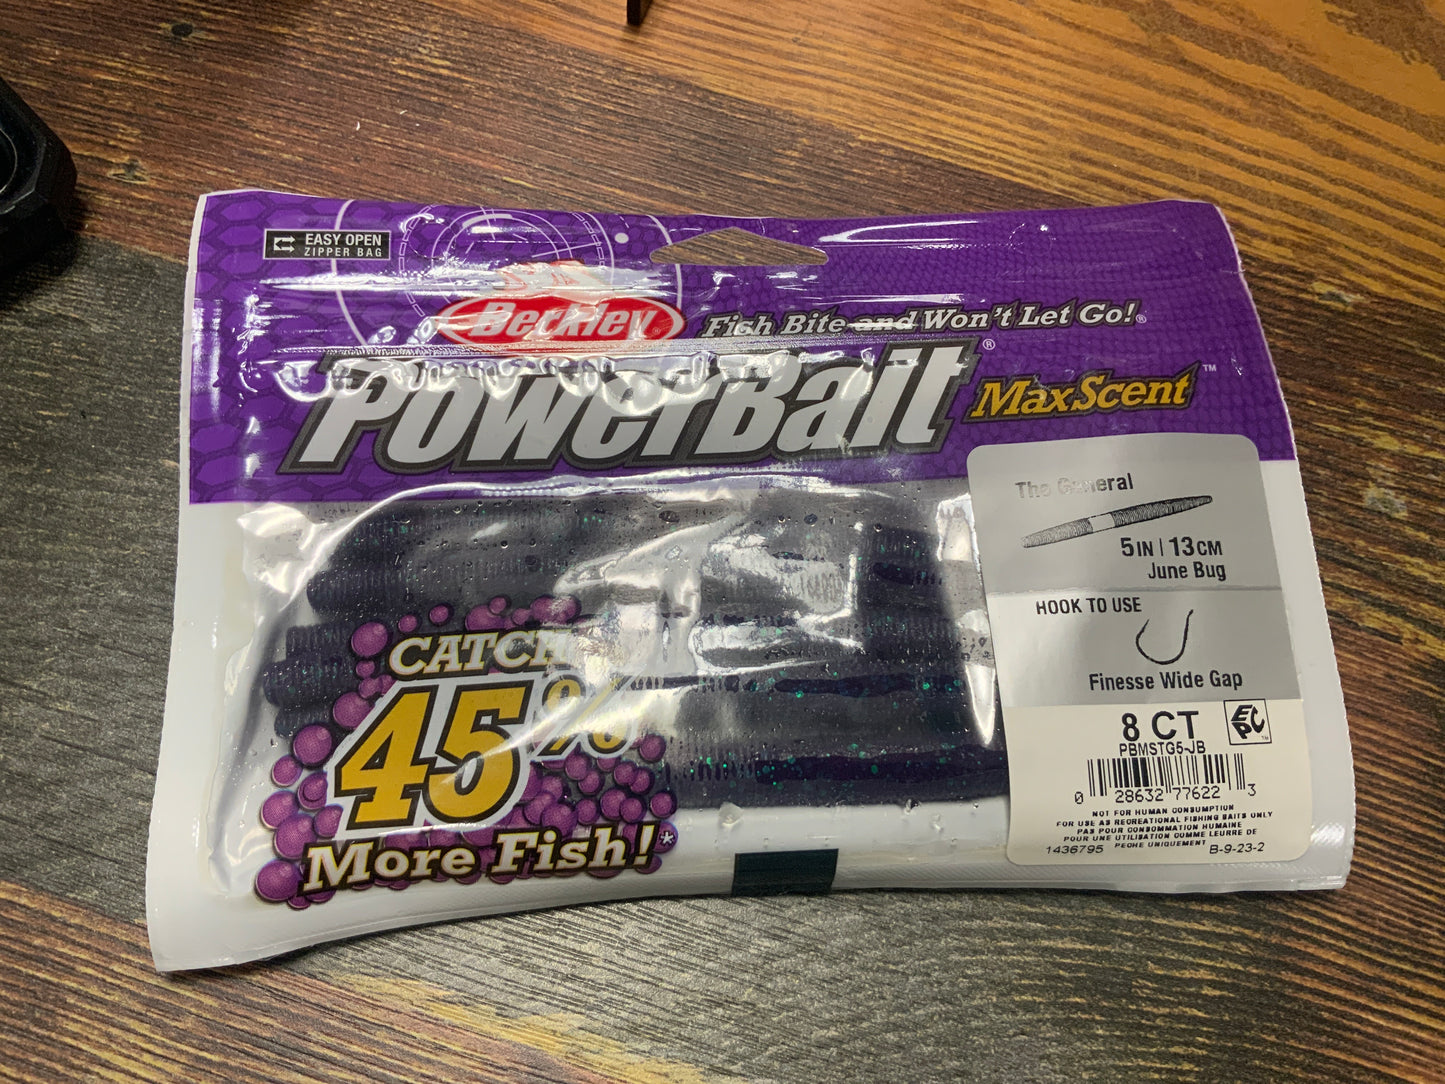 EASY OPEN
ZIPPER BAG
Berkley®
Fish Bite and Won't Let Go!®
PowerBait®
MaxScent™
The General
5IN | 13CM
June Bug
HOOK TO USE
Finesse Wide Gap
CATCH
45%
More Fish!*
8 CT
EPC™
PBMSTG5-JB
0 28632 77622 3
NOT FOR HUMAN CONSUMPTION
FOR USE AS RECREATIONAL FISHING BAITS ONLY
PAS POUR CONSOMMATION HUMAINE
POUR UNE UTILISATION COMME LEURRE DE
PECHE UNIQUEMENT
1436795 B-9-23-2